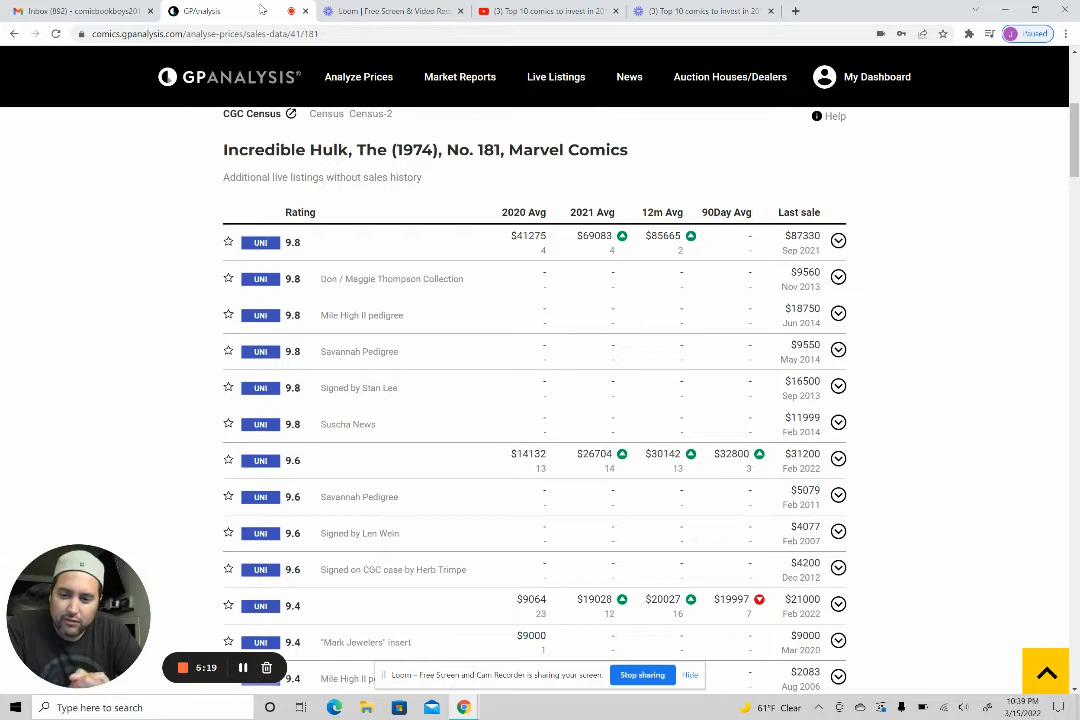 Inbox (892) - comicbookboys201
GPAnalysis
Loom | Free Screen & Video Rec
(3) Top 10 comics to invest in 20
(3) Top 10 comics to invest in 20
comics.gpanalysis.com/analyse-prices/sales-data/41/181
J Paused
GPANALYSIS
Analyze Prices Market Reports Live Listings News Auction Houses/Dealers My Dashboard
CGC Census Census Census-2
Help
Incredible Hulk, The (1974), No. 181, Marvel Comics
Additional live listings without sales history
Rating 2020 Avg 2021 Avg 12m Avg 90Day Avg Last sale
UNI 9.8 $41275 $69083 $85665 - $87330
4 4 2 - Sep 2021
UNI 9.8 Don / Maggie Thompson Collection - - - - $9560
- - - - Nov 2013
UNI 9.8 Mile High II pedigree - - - - $18750
- - - - Jun 2014
UNI 9.8 Savannah Pedigree - - - - $9550
- - - - May 2014
UNI 9.8 Signed by Stan Lee - - - - $16500
- - - - Sep 2013
UNI 9.8 Suscha News - - - - $11999
- - - - Feb 2014
UNI 9.6 $14132 $26704 $30142 $32800 $31200
13 14 13 3 Feb 2022
UNI 9.6 Savannah Pedigree - - - - $5079
- - - - Feb 2011
UNI 9.6 Signed by Len Wein - - - - $4077
- - - - Feb 2007
UNI 9.6 Signed on CGC case by Herb Trimpe - - - - $4200
- - - - Dec 2012
UNI 9.4 $9064 $19028 $20027 $19997 $21000
23 12 16 7 Feb 2022
UNI 9.4 "Mark Jewelers" insert $9000 - - - $9000
1 - - - Mar 2020
UNI 9.4 Mile High II p - - - $2083
Aug 2006
5:19
Loom – Free Screen and Cam Recorder is sharing your screen. Stop sharing Hide
Type here to search
61°F Clear
10:39 PM
3/15/2022